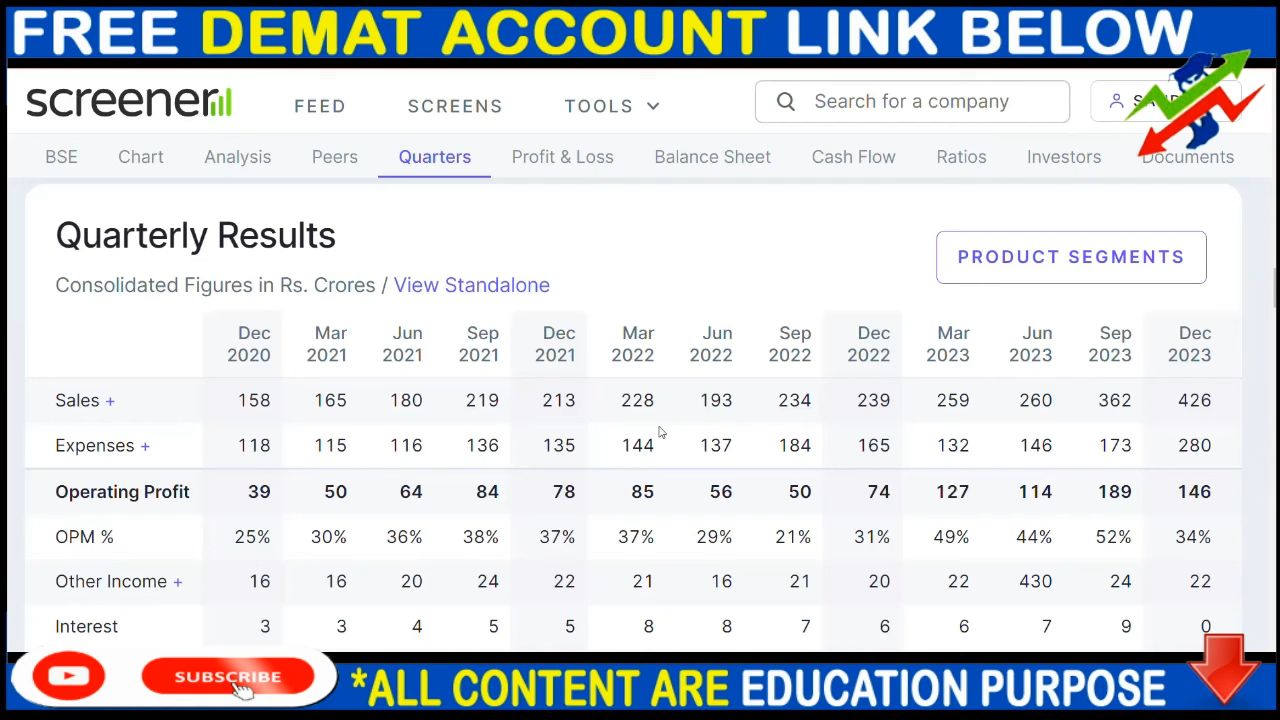 FREE DEMAT ACCOUNT LINK BELOW
screener
FEED SCREENS TOOLS
Search for a company
BSE Chart Analysis Peers Quarters Profit & Loss Balance Sheet Cash Flow Ratios Investors Documents
Quarterly Results
PRODUCT SEGMENTS
Consolidated Figures in Rs. Crores / View Standalone
Dec Mar Jun Sep Dec Mar Jun Sep Dec Mar Jun Sep Dec
2020 2021 2021 2021 2021 2022 2022 2022 2022 2023 2023 2023 2023
Sales + 158 165 180 219 213 228 193 234 239 259 260 362 426
Expenses + 118 115 116 136 135 144 137 184 165 132 146 173 280
Operating Profit 39 50 64 84 78 85 56 50 74 127 114 189 146
OPM % 25% 30% 36% 38% 37% 37% 29% 21% 31% 49% 44% 52% 34%
Other Income + 16 16 20 24 22 21 16 21 20 22 430 24 22
Interest 3 3 4 5 5 8 8 7 6 6 7 9 0
SUBSCRIBE
*ALL CONTENT ARE EDUCATION PURPOSE